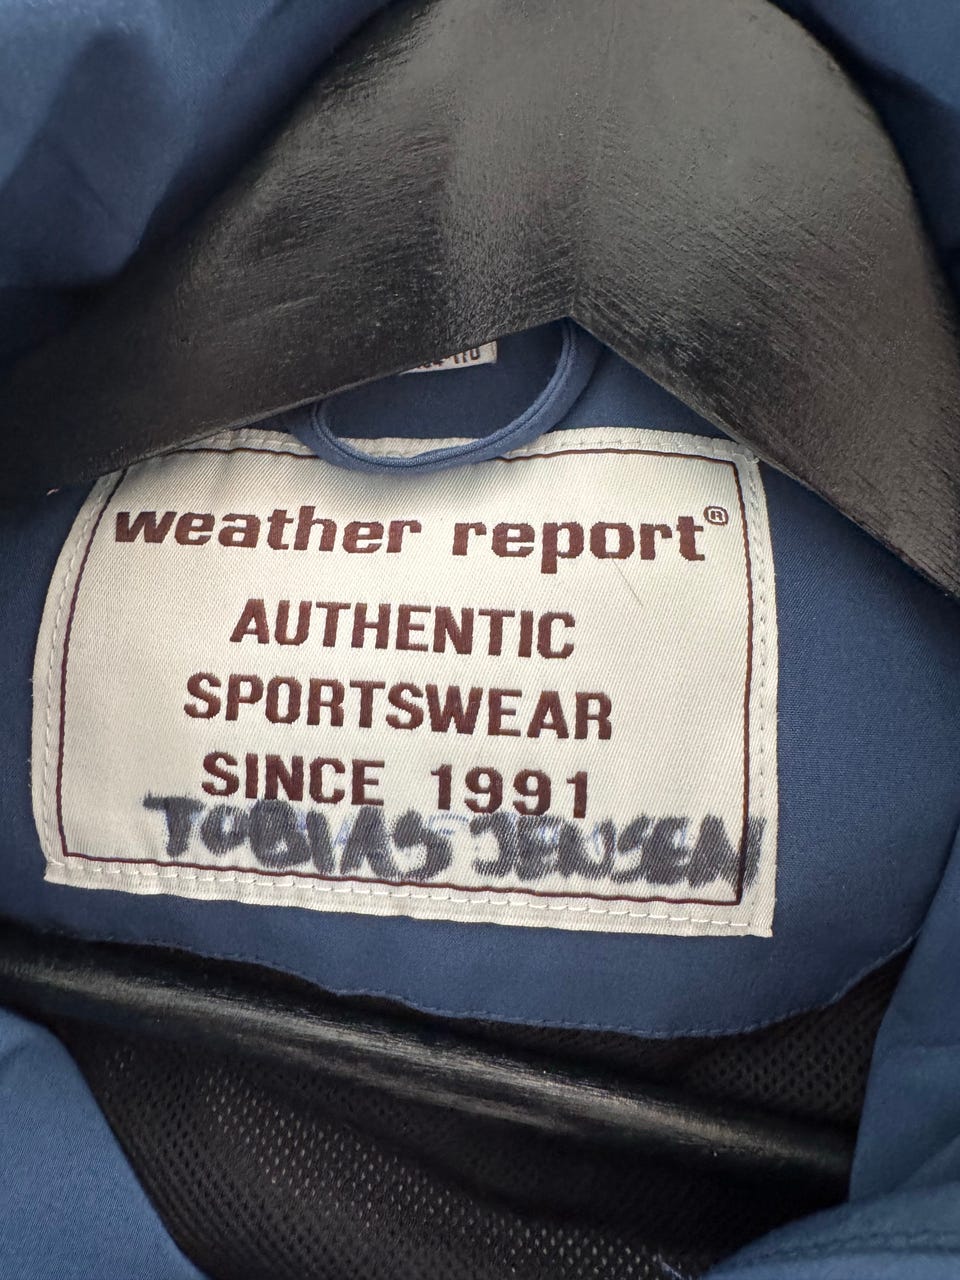 weather report®
AUTHENTIC
SPORTSWEAR
SINCE 1991
TOBIAS JENSEN